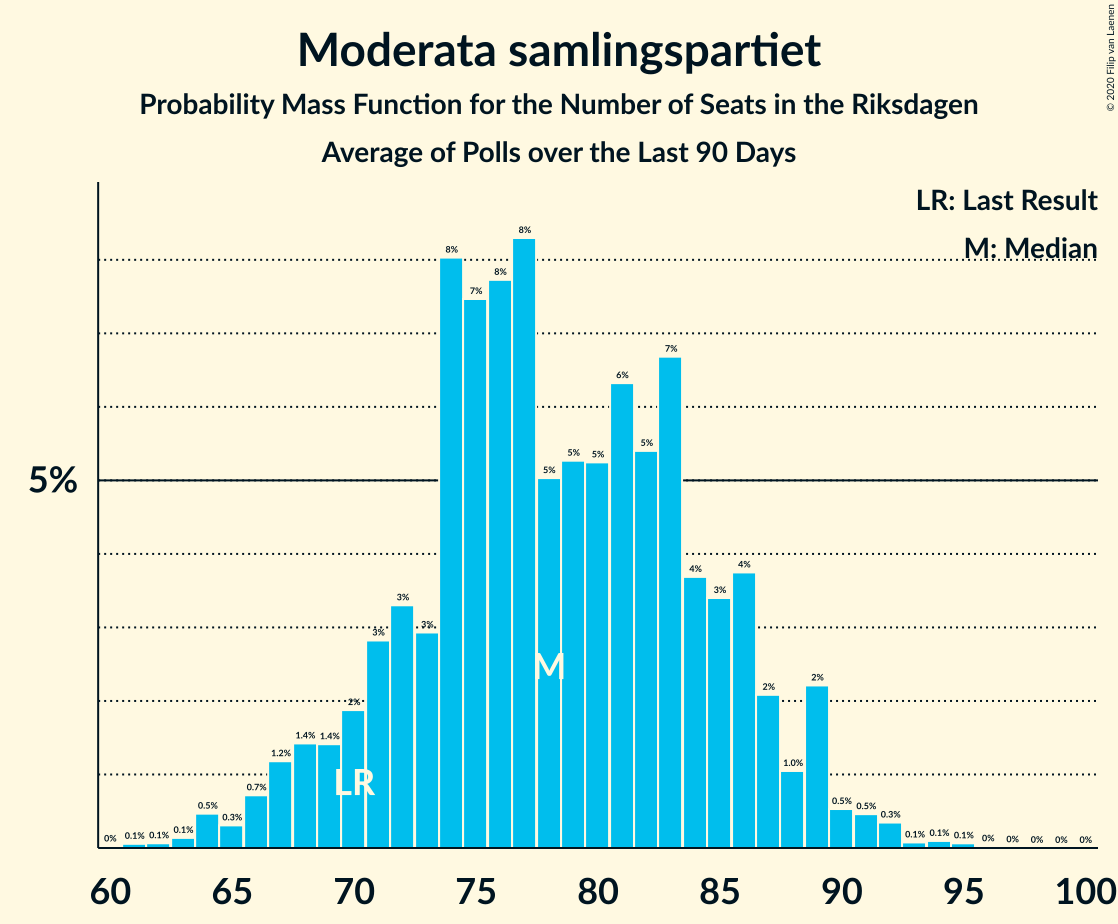 Moderata samlingspartiet
Probability Mass Function for the Number of Seats in the Riksdagen
Average of Polls over the Last 90 Days
© 2020 Filip van Laenen
LR: Last Result
M: Median
5%
0% 0.1% 0.1% 0.1% 0.5% 0.3% 0.7% 1.2% 1.4% 1.4% 2% 3% 3% 3% 8% 7% 8% 8% 5% 5% 5% 6% 5% 7% 4% 3% 4% 2% 1.0% 2% 0.5% 0.5% 0.3% 0.1% 0.1% 0.1% 0% 0% 0% 0% 0%
M
LR
60 65 70 75 80 85 90 95 100